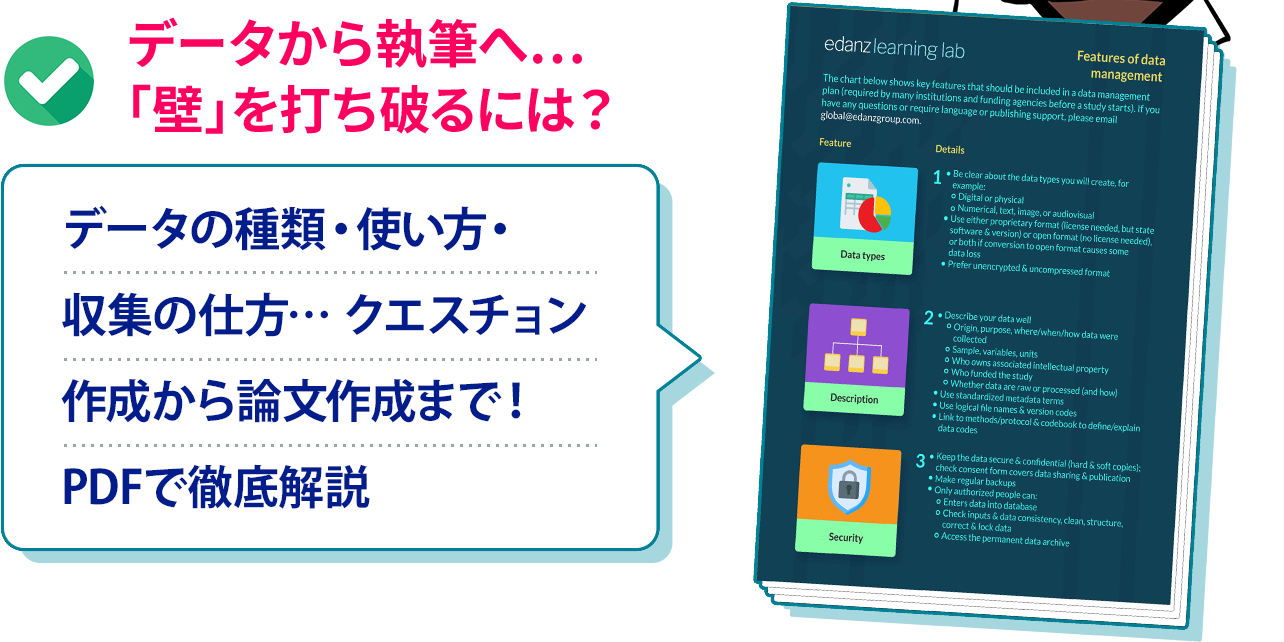 データから執筆へ…
「壁」を打ち破るには？
データの種類・使い方・
収集の仕方… クエスチョン
作成から論文作成まで！
PDFで徹底解説
edanz learning lab
Features of data
management
The chart below shows key features that should be included in a data management
plan (required by many institutions and funding agencies before a study starts). If you
have any questions or require language or publishing support, please email
global@edanzgroup.com.
Feature
Details
Data types
1 • Be clear about the data types you will create, for
example:
○ Digital or physical
○ Numerical, text, image, or audiovisual
• Use either proprietary format (license needed, but state
software & version) or open format (no license needed),
or both if conversion to open format causes some
data loss
• Prefer unencrypted & uncompressed format
Description
2 • Describe your data well!
○ Origin, purpose, where/when/how data were
collected
○ Sample, variables, units
○ Who owns associated intellectual property
○ Who funded the study
○ Whether data are raw or processed (and how)
• Use standardized metadata terms
• Use logical file names & version codes
• Link to methods/protocol & codebook to define/explain
data codes
Security
3 • Keep the data secure & confidential (hard & soft copies);
check consent form covers data sharing & publication
• Make regular backups
• Only authorized people can:
○ Enters data into database
○ Check inputs & data consistency, clean, structure,
correct & lock data
○ Access the permanent data archive